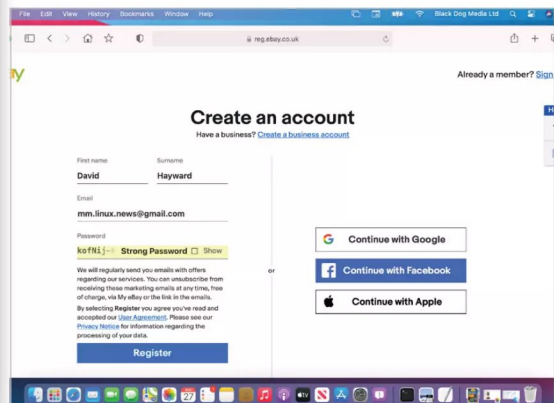 File Edit View History Bookmarks Window Help Black Dog Media Ltd
reg.ebay.co.uk
y Already a member? Sign
Create an account
Have a business? Create a business account
First name Surname
David Hayward
Email
mm.linux.news@gmail.com
Password
kofNij- Strong Password Show
We will regularly send you emails with offers
regarding our services. You can unsubscribe from
receiving these marketing emails at any time, free
of charge, via My eBay or the link in the emails.
By selecting Register you agree you've read and
accepted our User Agreement. Please see our
Privacy Notice for information regarding the
processing of your data.
Register
or
Continue with Google
Continue with Facebook
Continue with Apple
27
tv